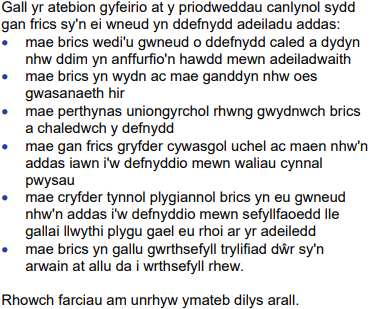 Gall yr atebion gyfeirio at y priodweddau canlynol sydd
gan frics sy'n ei wneud yn ddefnydd adeiladu addas:
• mae brics wedi'u gwneud o ddefnydd caled a dydyn
nhw ddim yn anffurfio'n hawdd mewn adeiladwaith
• mae brics yn wydn ac mae ganddyn nhw oes
gwasanaeth hir
• mae perthynas uniongyrchol rhwng gwydnwch brics
a chaledwch y defnydd
• mae gan frics gryfder cywasgol uchel ac maen nhw'n
addas iawn i'w defnyddio mewn waliau cynnal
pwysau
• mae cryfder tynnol plygiannol brics yn eu gwneud
nhw'n addas i'w defnyddio mewn sefyllfaoedd lle
gallai llwythi plygu gael eu rhoi ar yr adeiledd
• mae brics yn gallu gwrthsefyll trylifiad dŵr sy'n
arwain at allu da i wrthsefyll rhew.
Rhowch farciau am unrhyw ymateb dilys arall.